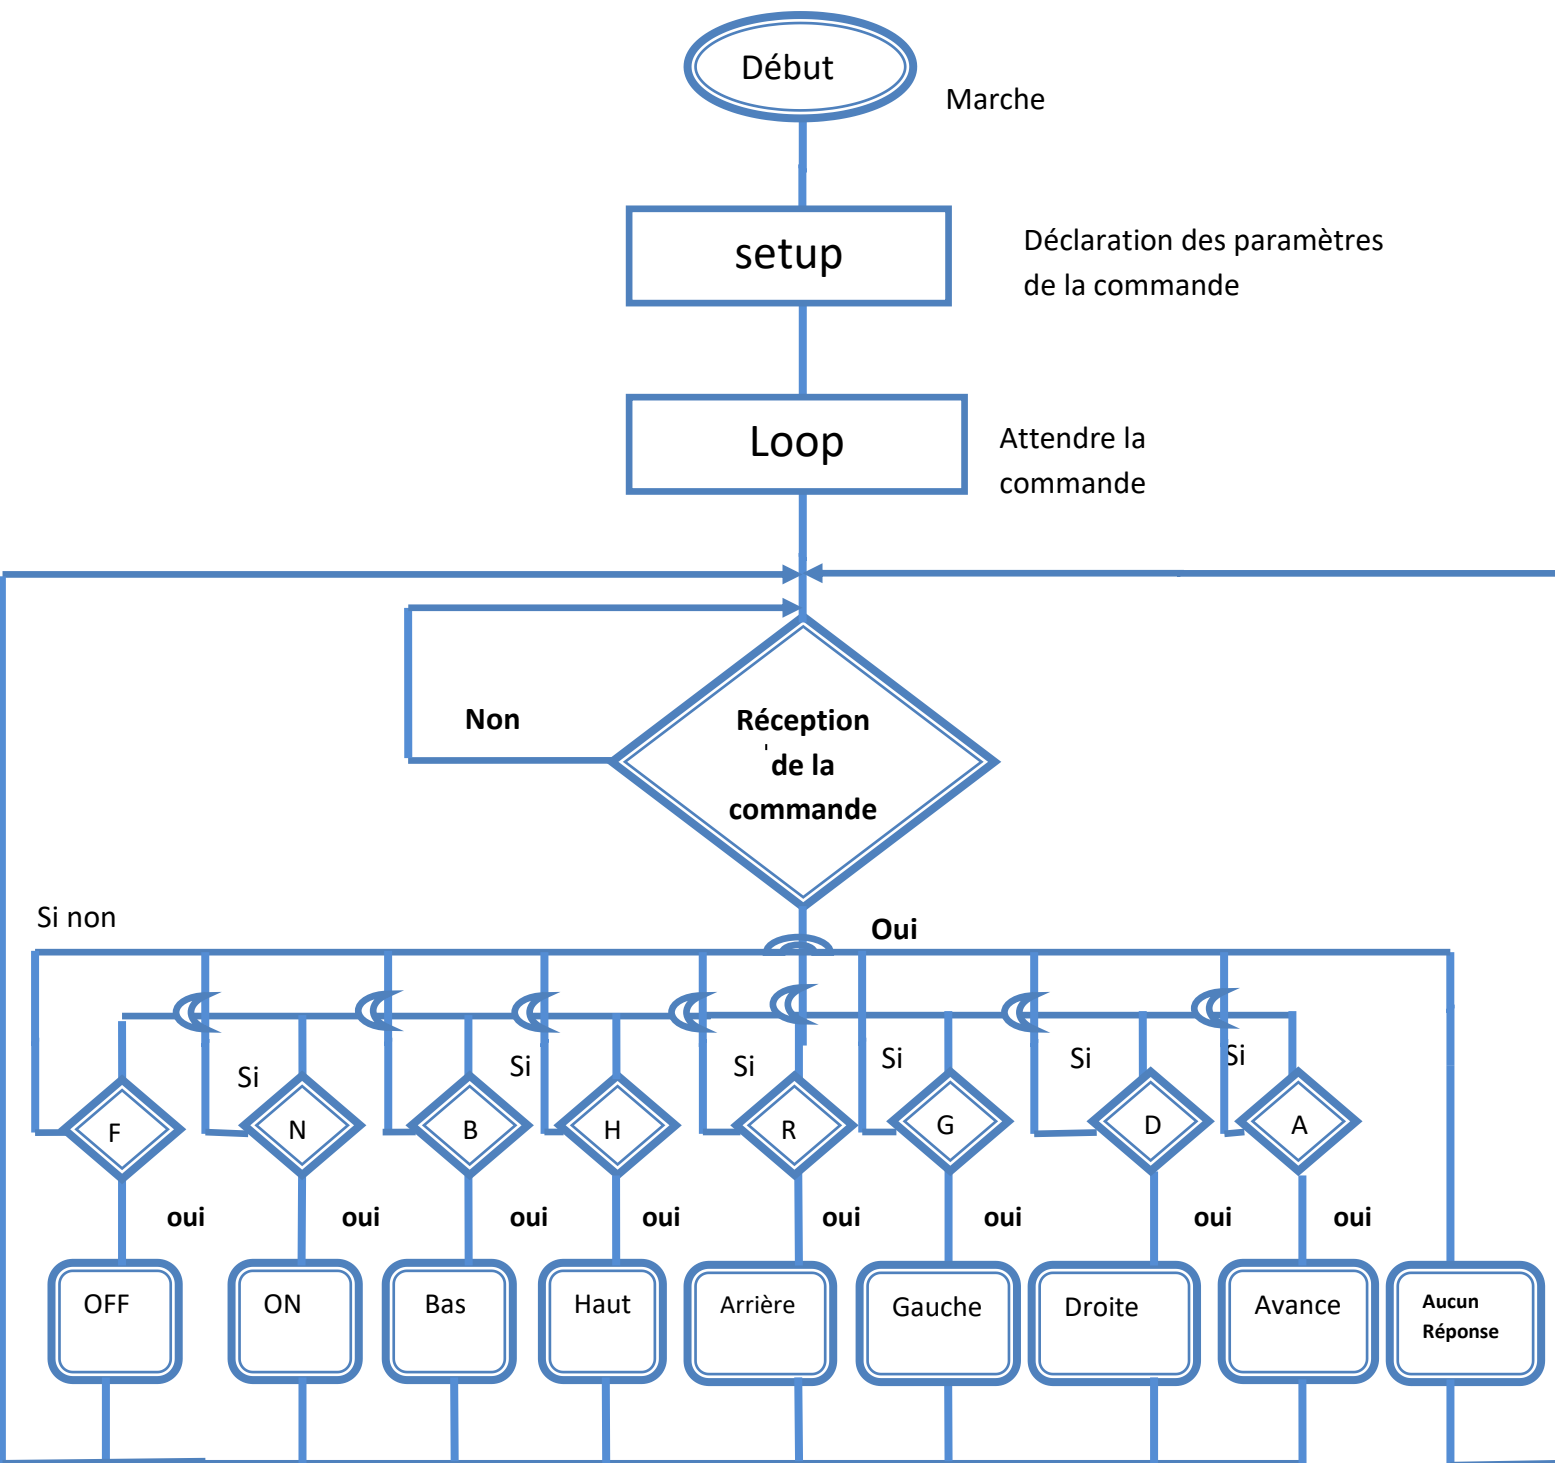 Début
Marche
setup
Déclaration des paramètres
de la commande
Loop
Attendre la
commande
Non
Réception
de la
commande
Si non
Oui
Si
Si
Si
Si
Si
Si
F
N
B
H
R
G
D
A
oui
oui
oui
oui
oui
oui
oui
oui
OFF
ON
Bas
Haut
Arrière
Gauche
Droite
Avance
Aucun
Réponse